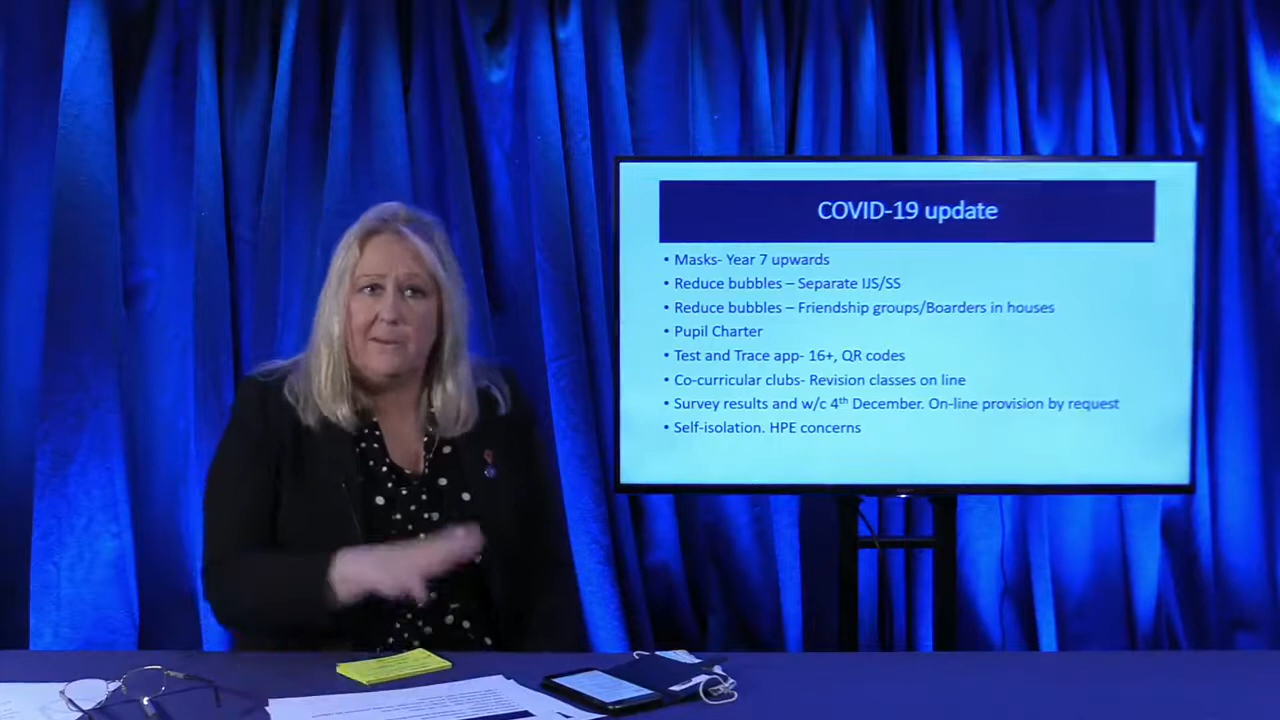 COVID-19 update
• Masks- Year 7 upwards
• Reduce bubbles – Separate IJS/SS
• Reduce bubbles – Friendship groups/Boarders in houses
• Pupil Charter
• Test and Trace app- 16+, QR codes
• Co-curricular clubs- Revision classes on line
• Survey results and w/c 4th December. On-line provision by request
• Self-isolation. HPE concerns